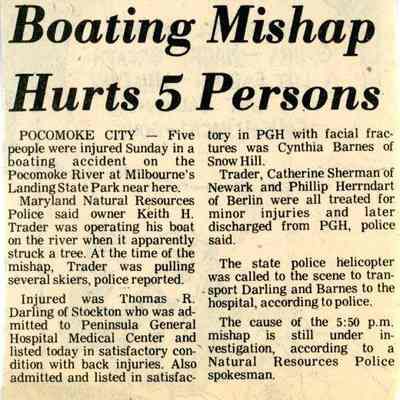 Boating Mishap
Hurts 5 Persons
POCOMOKE CITY — Five
people were injured Sunday in a
boating accident on the
Pocomoke River at Milbourne's
Landing State Park near here.
Maryland Natural Resources
Police said owner Keith H.
Trader was operating his boat
on the river when it apparently
struck a tree. At the time of the
mishap, Trader was pulling
several skiers, police reported.
Injured was Thomas R.
Darling of Stockton who was ad-
mitted to Peninsula General
Hospital Medical Center and
listed today in satisfactory con-
dition with back injuries. Also
admitted and listed in satisfac-
tory in PGH with facial frac-
tures was Cynthia Barnes of
Snow Hill.
Trader, Catherine Sherman of
Newark and Phillip Herrndart
of Berlin were all treated for
minor injuries and later
discharged from PGH, police
said.
The state police helicopter
was called to the scene to trans-
port Darling and Barnes to the
hospital, according to police.
The cause of the 5:50 p.m.
mishap is still under in-
vestigation, according to a
Natural Resources Police
spokesman.